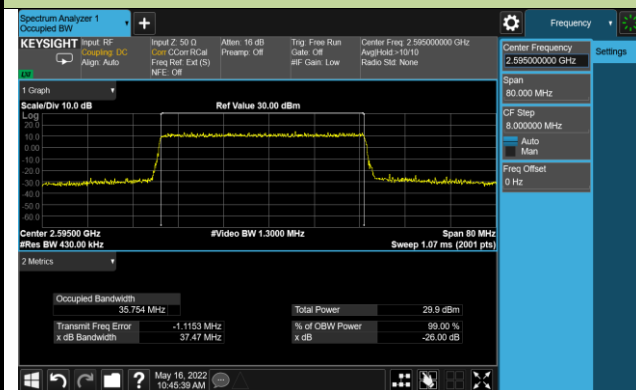 Spectrum Analyzer 1
Occupied BW
+
Frequency
KEYSIGHT
Input: RF
Coupling: DC
Align: Auto
Input Z: 50 Ω
Corr CCorr RCal
Freq Ref: Ext (S)
NFE: Off
Atten: 16 dB
Preamp: Off
Trig: Free Run
Gate: Off
#IF Gain: Low
Center Freq: 2.595000000 GHz
Avg|Hold:>10/10
Radio Std: None
1 Graph
Scale/Div 10.0 dB
Ref Value 30.00 dBm
Log
20.0
10.0
0.00
-10.0
-20.0
-30.0
-40.0
-50.0
-60.0
Center 2.59500 GHz
#Video BW 1.3000 MHz
Span 80 MHz
#Res BW 430.00 kHz
Sweep 1.07 ms (2001 pts)
2 Metrics
Occupied Bandwidth
35.754 MHz
Total Power 29.9 dBm
Transmit Freq Error -1.1153 MHz
% of OBW Power 99.00 %
x dB Bandwidth 37.47 MHz
x dB -26.00 dB
May 16, 2022
10:45:39 AM
?
Center Frequency
2.595000000 GHz
Settings
Span
80.000 MHz
CF Step
8.000000 MHz
Auto
Man
Freq Offset
0 Hz